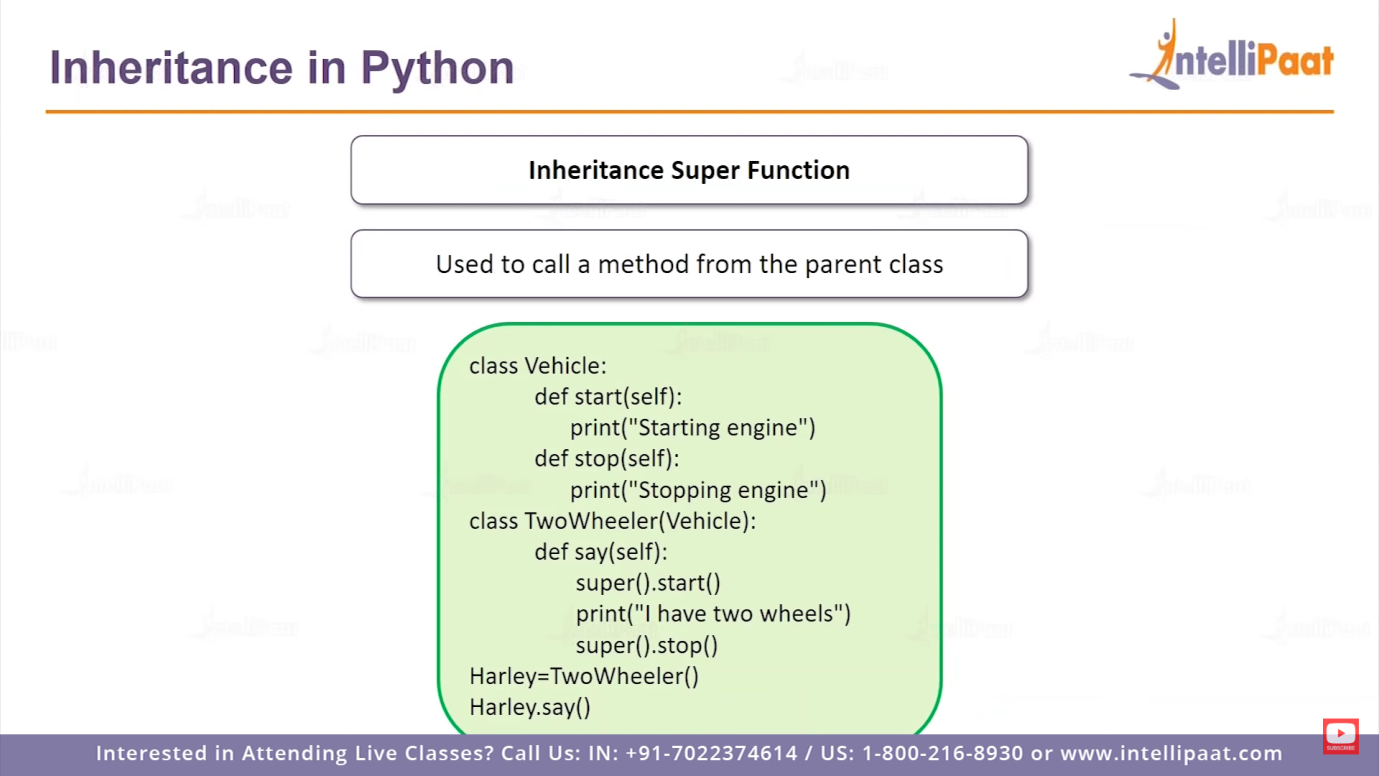 Inheritance in Python
IntelliPaat
Inheritance Super Function
Used to call a method from the parent class
class Vehicle:
def start(self):
print("Starting engine")
def stop(self):
print("Stopping engine")
class TwoWheeler(Vehicle):
def say(self):
super().start()
print("I have two wheels")
super().stop()
Harley=TwoWheeler()
Harley.say()
Interested in Attending Live Classes? Call Us: IN: +91-7022374614 / US: 1-800-216-8930 or www.intellipaat.com
SUBSCRIBE